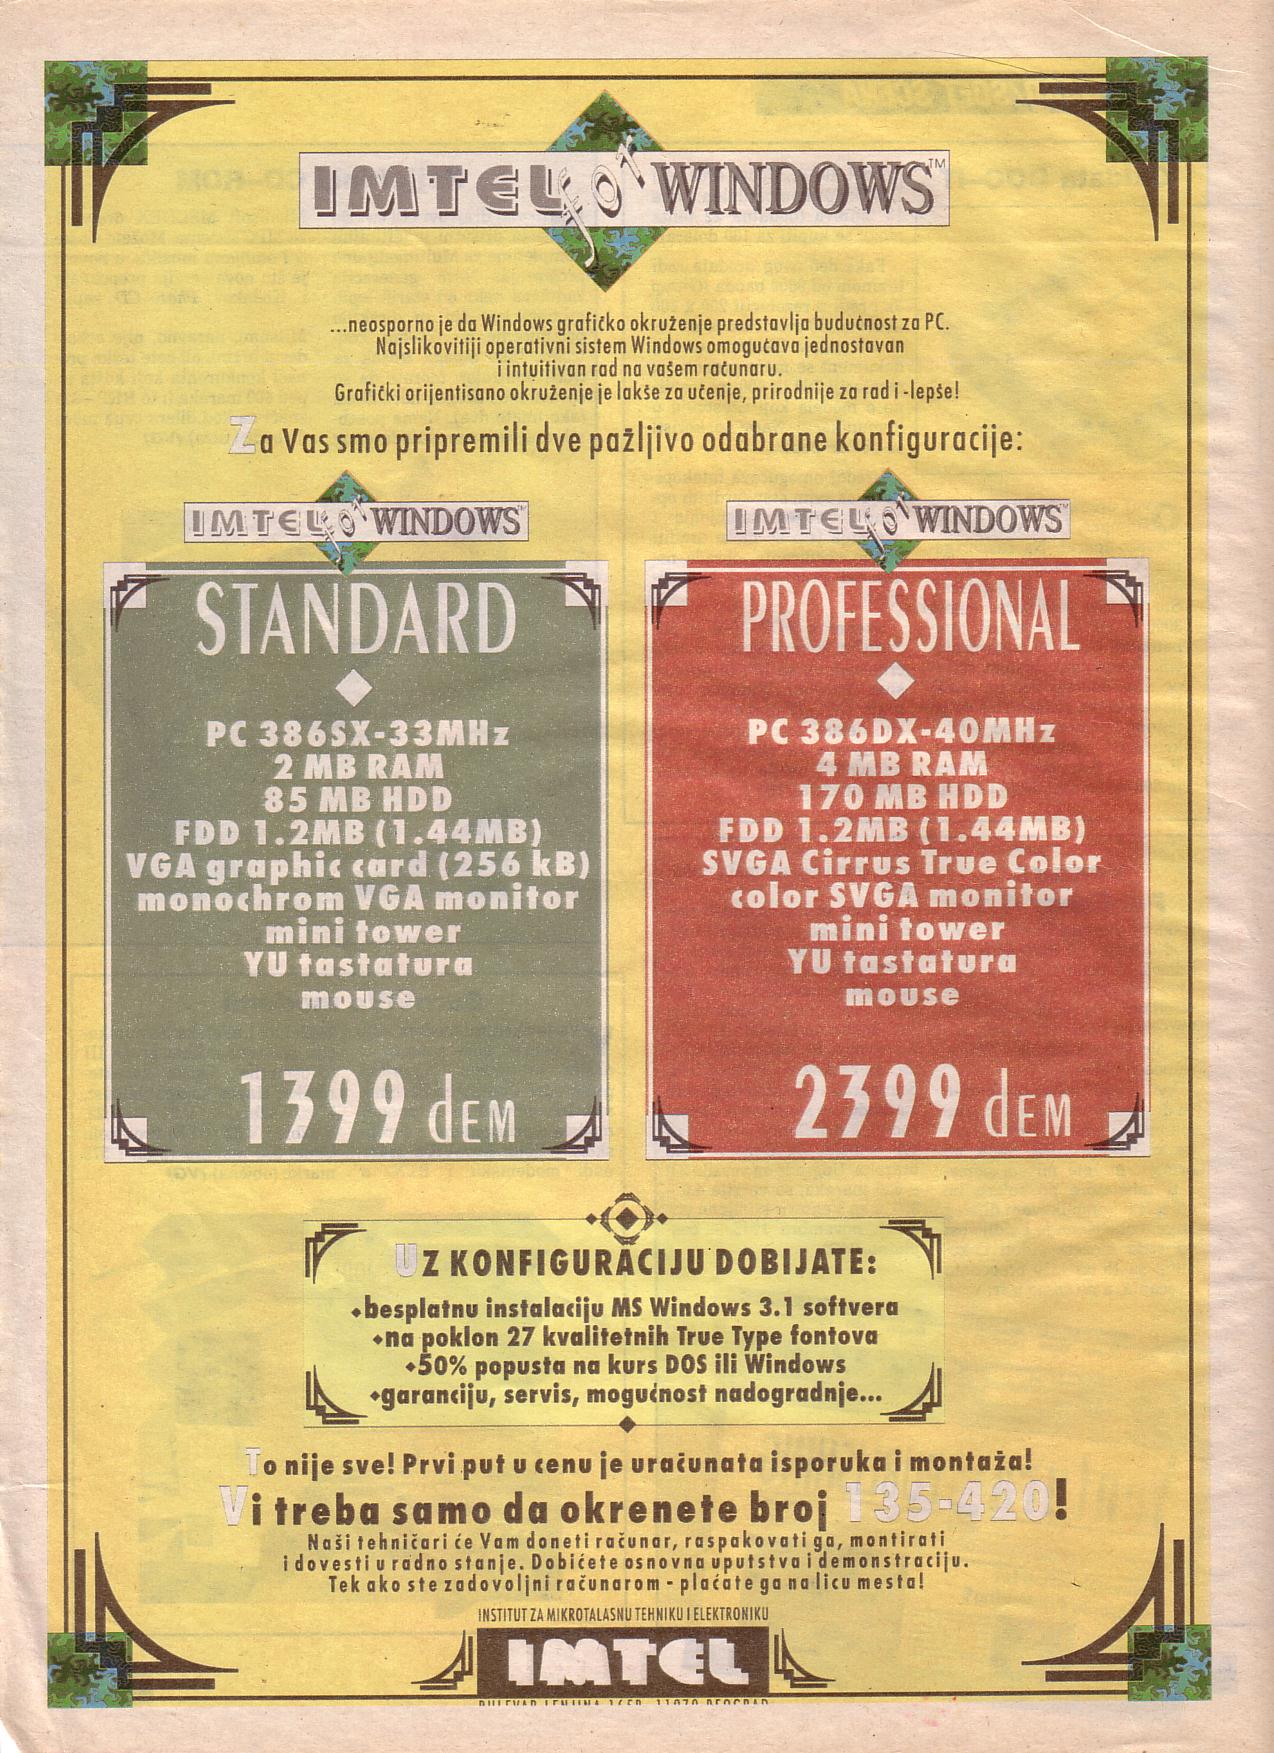 IMTEL for WINDOWS™
...neosporno je da Windows grafičko okruženje predstavlja budućnost za PC.
Najslikovitiji operativni sistem Windows omogućava jednostavan
i intuitivan rad na vašem računaru.
Grafički orijentisano okruženje je lakše za učenje, prirodnije za rad i -lepše!
Za Vas smo pripremili dve pažljivo odabrane konfiguracije:
IMTEL for WINDOWS™
STANDARD
PC 386SX-33MHz
2 MB RAM
85 MB HDD
FDD 1.2MB (1.44MB)
VGA graphic card (256 kB)
monochrom VGA monitor
mini tower
YU tastatura
mouse
1399 dEM
IMTEL for WINDOWS™
PROFESSIONAL
PC 386DX-40MHz
4 MB RAM
170 MB HDD
FDD 1.2MB (1.44MB)
SVGA Cirrus True Color
color SVGA monitor
mini tower
YU tastatura
mouse
2399 dEM
UZ KONFIGURACIJU DOBIJATE:
◆besplatnu instalaciju MS Windows 3.1 softvera
◆na poklon 27 kvalitetnih True Type fontova
◆50% popusta na kurs DOS ili Windows
◆garanciju, servis, mogućnost nadogradnje...
To nije sve! Prvi put u cenu je uračunata isporuka i montaža!
Vi treba samo da okrenete broj 135-420!
Naši tehničari će Vam doneti računar, raspakovati ga, montirati
i dovesti u radno stanje. Dobićete osnovna uputstva i demonstraciju.
Tek ako ste zadovoljni računarom - plaćate ga na licu mesta!
INSTITUT ZA MIKROTALASNU TEHNIKU I ELEKTRONIKU
IMTEL
BULEVAR LENJINA 11070 BEOGRAD